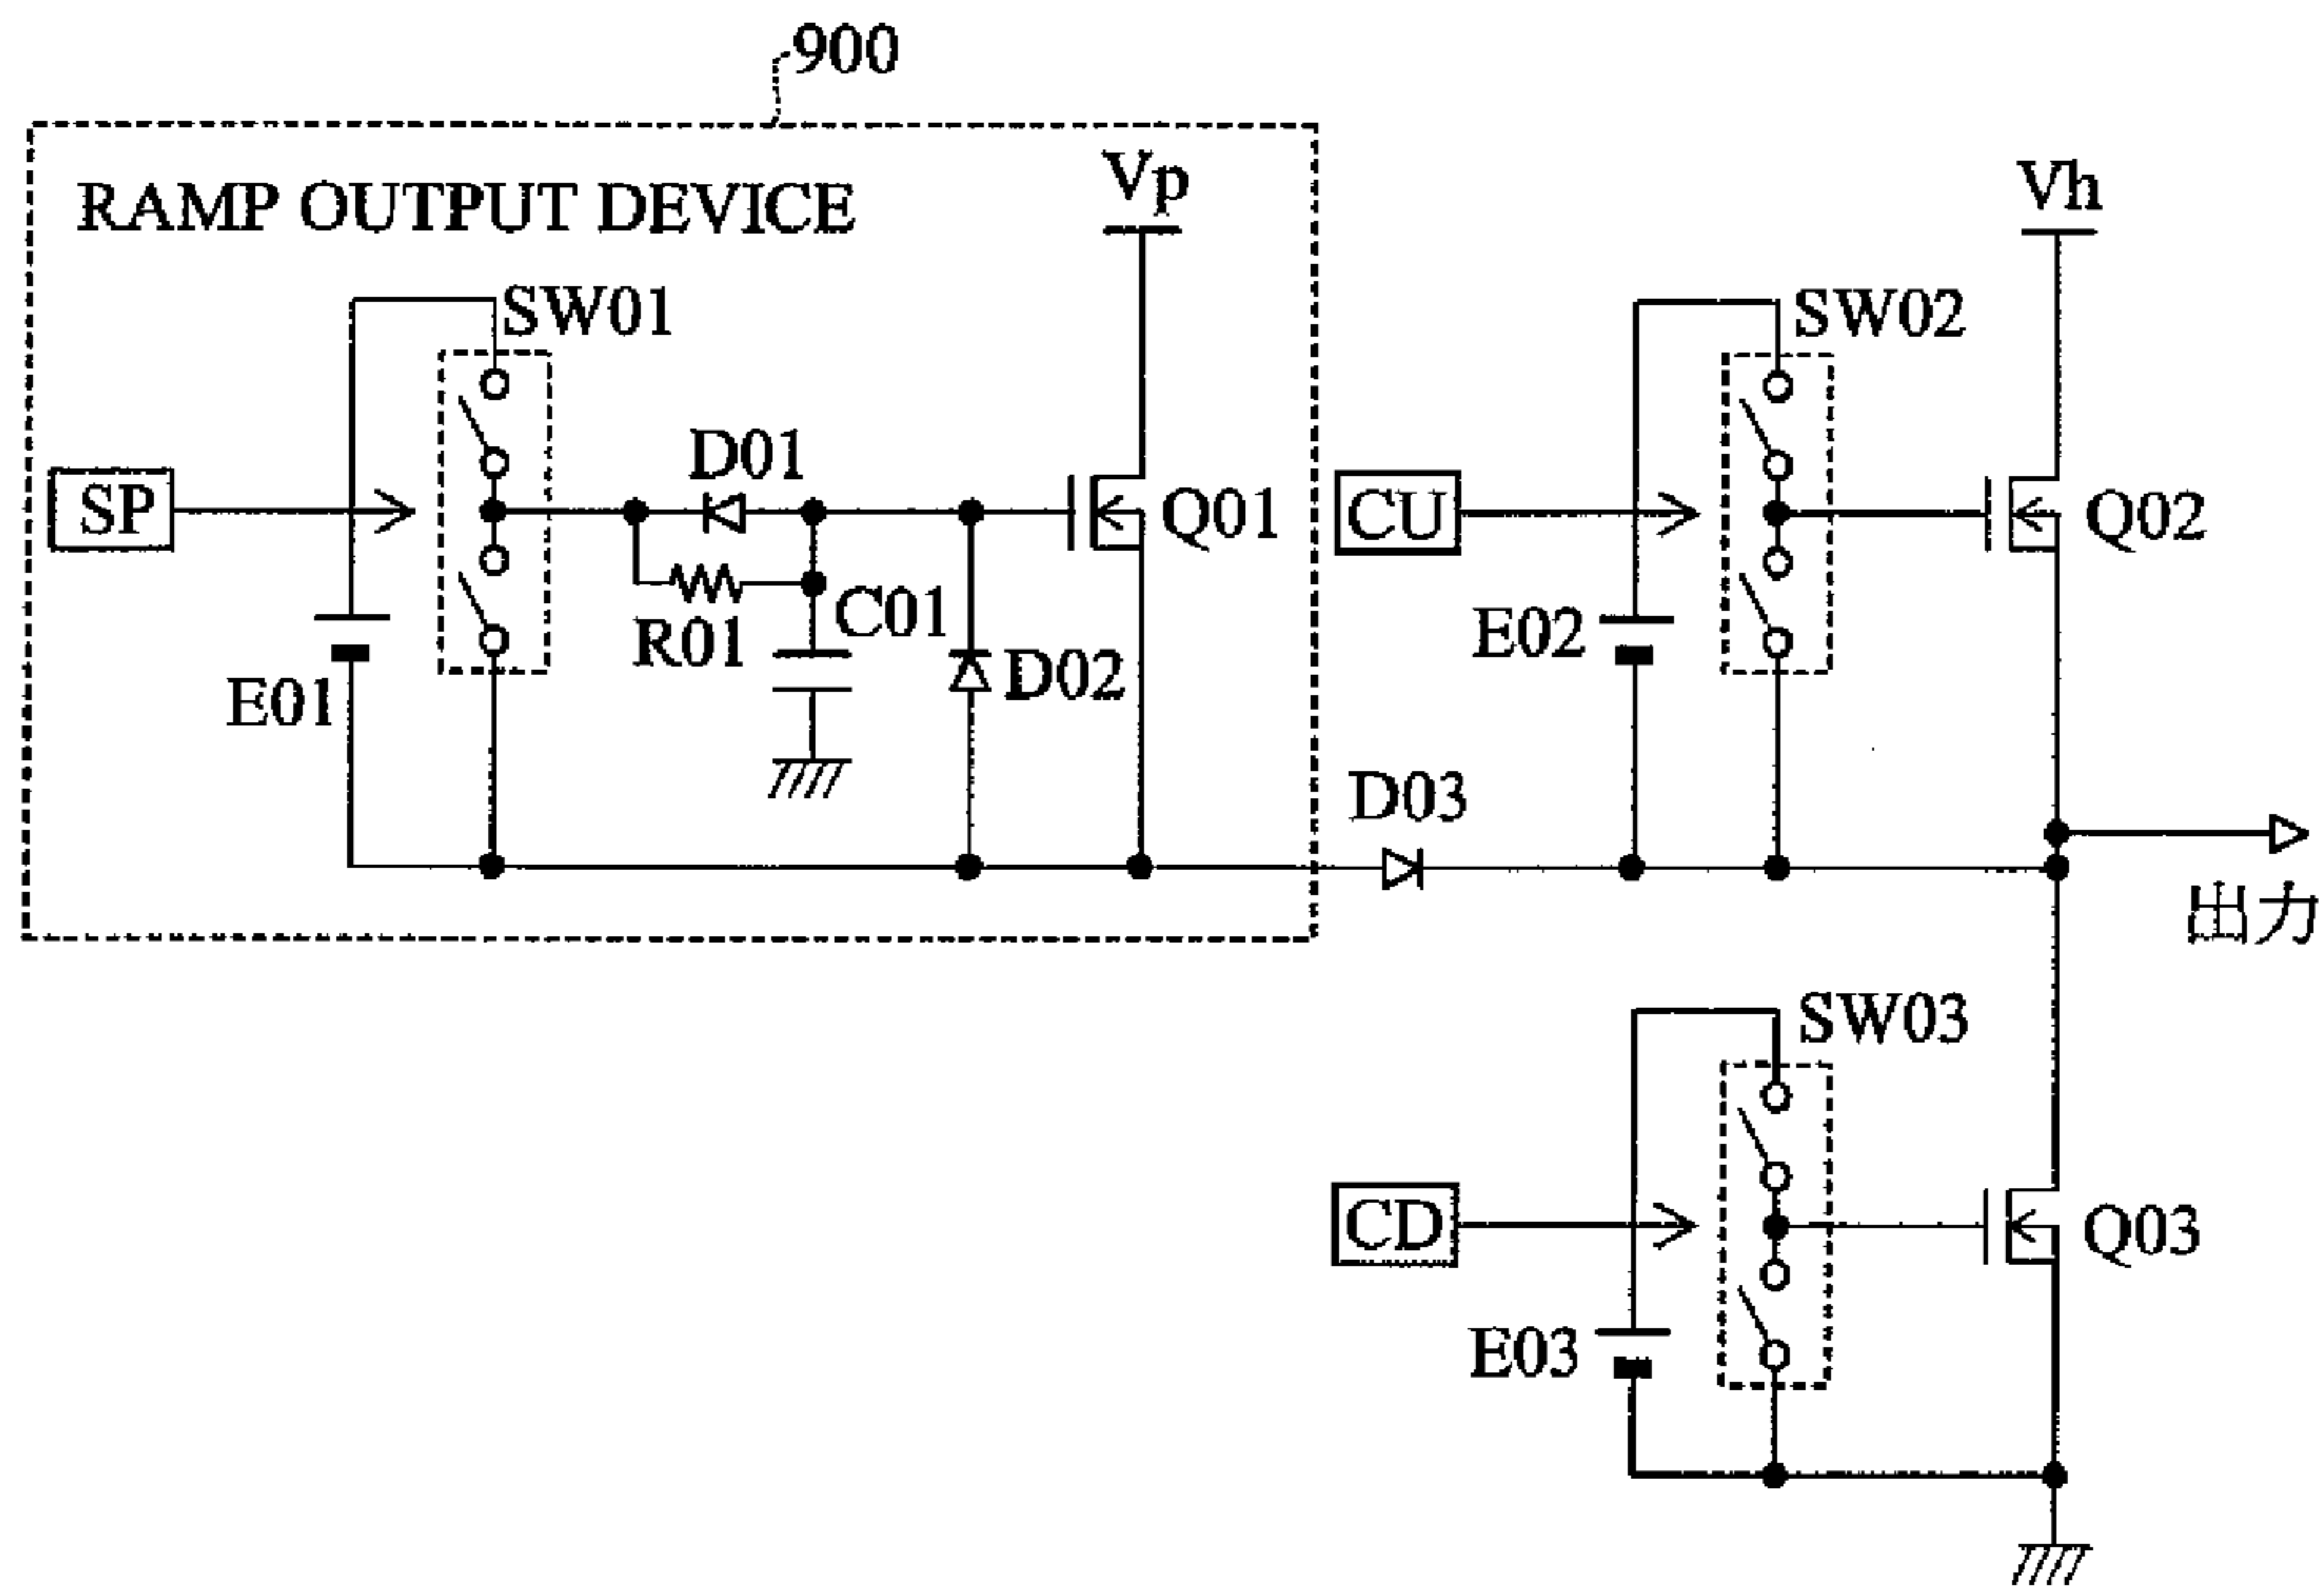 900
RAMP OUTPUT DEVICE
Vp
Vh
SW01
SW02
D01
SP
Q01
CU
Q02
C01
R01
E02
D02
E01
D03
出力
SW03
CD
Q03
E03